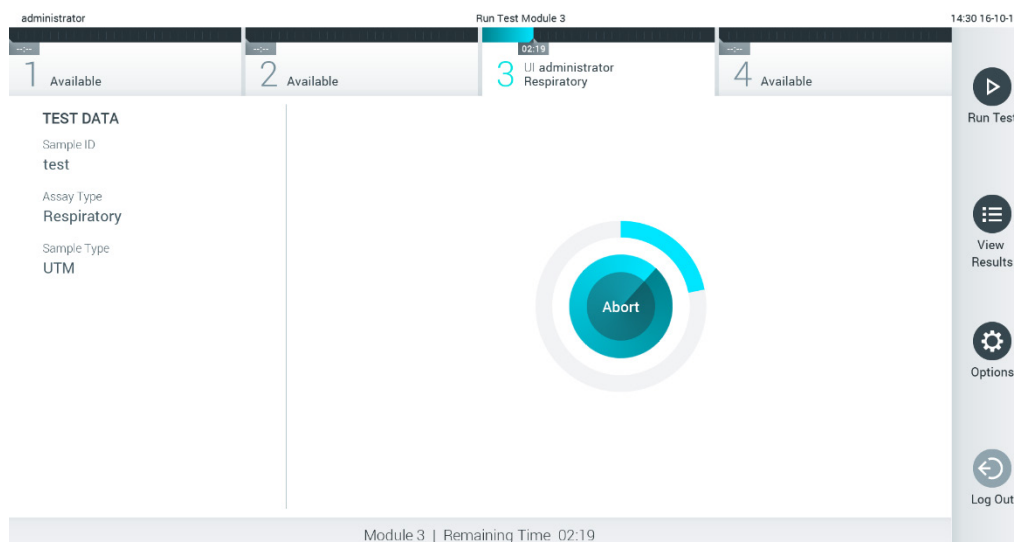 administrator
Run Test Module 3
14:30 16-10-1
--:--
1 Available
--:--
2 Available
02:19
3 UI administrator
Respiratory
--:--
4 Available
TEST DATA
Sample ID
test
Assay Type
Respiratory
Sample Type
UTM
Abort
Run Test
View
Results
Options
Log Out
Module 3 | Remaining Time 02:19